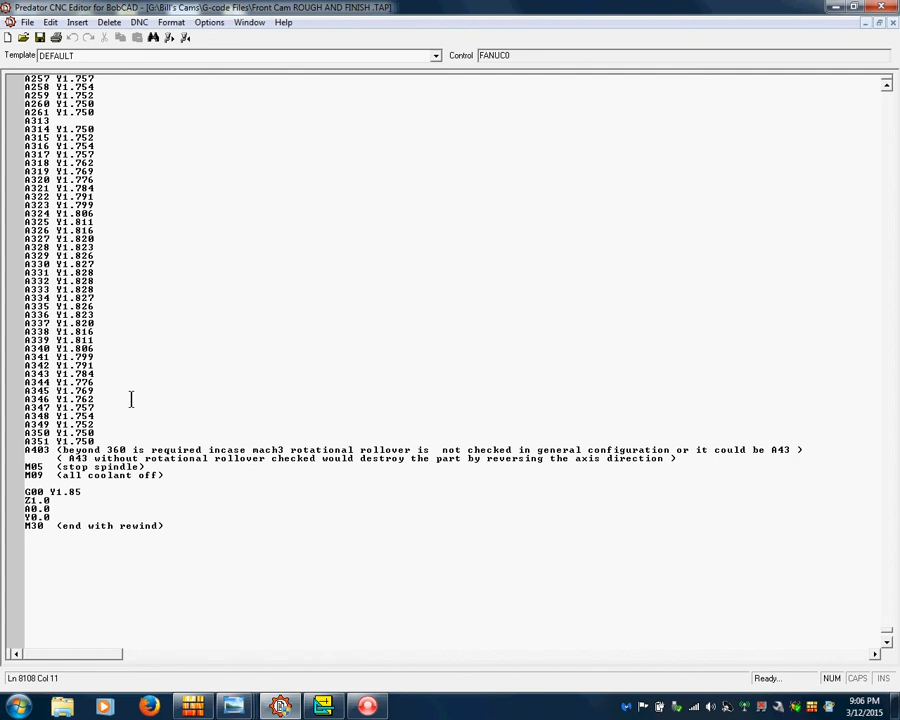 Predator CNC Editor for BobCAD - [G:\Bill's Cams\G-code Files\Front Cam ROUGH AND FINISH .TAP]
File Edit Insert Delete DNC Format Options Window Help
Template DEFAULT Control FANUC0
A257 Y1.757
A258 Y1.754
A259 Y1.752
A260 Y1.750
A261 Y1.750
A313
A314 Y1.750
A315 Y1.752
A316 Y1.754
A317 Y1.757
A318 Y1.762
A319 Y1.769
A320 Y1.776
A321 Y1.784
A322 Y1.791
A323 Y1.799
A324 Y1.806
A325 Y1.811
A326 Y1.816
A327 Y1.820
A328 Y1.823
A329 Y1.826
A330 Y1.827
A331 Y1.828
A332 Y1.828
A333 Y1.828
A334 Y1.827
A335 Y1.826
A336 Y1.823
A337 Y1.820
A338 Y1.816
A339 Y1.811
A340 Y1.806
A341 Y1.799
A342 Y1.791
A343 Y1.784
A344 Y1.776
A345 Y1.769
A346 Y1.762
A347 Y1.757
A348 Y1.754
A349 Y1.752
A350 Y1.750
A351 Y1.750
A403 (beyond 360 is required incase mach3 rotational rollover is  not checked in general configuration or it could be A43 )
( A43 without rotational rollover checked would destroy the part by reversing the axis direction )
M05  (stop spindle)
M09  (all coolant off)
G00 Y1.85
Z1.0
A0.0
Y0.0
M30  (end with rewind)
Ln 8108 Col 11 Ready... NUM CAPS INS
9:06 PM
3/12/2015